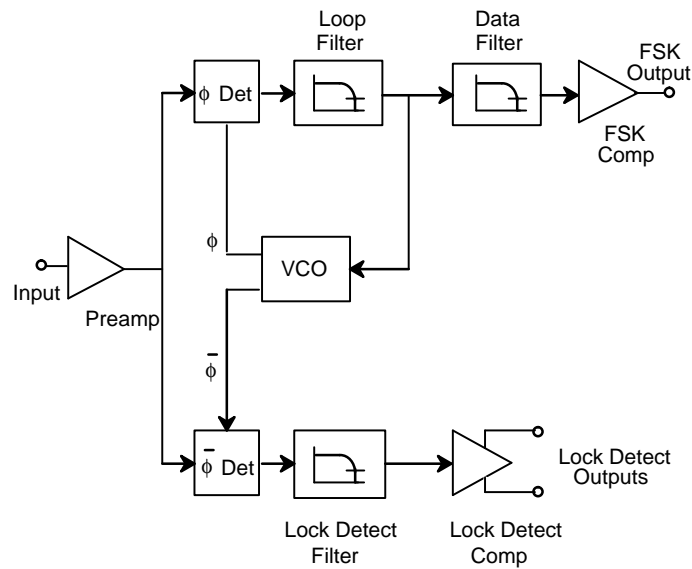 Loop
Filter
Data
Filter
FSK
Output
ϕ Det
FSK
Comp
ϕ
VCO
Input
Preamp
ϕ̅
ϕ̅ Det
Lock Detect
Outputs
Lock Detect
Filter
Lock Detect
Comp